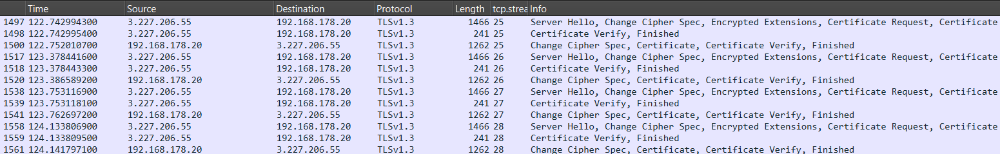 Time Source Destination Protocol Length tcp.strea Info
1497 122.742994300 3.227.206.55 192.168.178.20 TLSv1.3 1466 25 Server Hello, Change Cipher Spec, Encrypted Extensions, Certificate Request, Certificate
1498 122.742995400 3.227.206.55 192.168.178.20 TLSv1.3 241 25 Certificate Verify, Finished
1500 122.752010700 192.168.178.20 3.227.206.55 TLSv1.3 1262 25 Change Cipher Spec, Certificate, Certificate Verify, Finished
1517 123.378441600 3.227.206.55 192.168.178.20 TLSv1.3 1466 26 Server Hello, Change Cipher Spec, Encrypted Extensions, Certificate Request, Certificate
1518 123.378443300 3.227.206.55 192.168.178.20 TLSv1.3 241 26 Certificate Verify, Finished
1520 123.386589200 192.168.178.20 3.227.206.55 TLSv1.3 1262 26 Change Cipher Spec, Certificate, Certificate Verify, Finished
1538 123.753116900 3.227.206.55 192.168.178.20 TLSv1.3 1466 27 Server Hello, Change Cipher Spec, Encrypted Extensions, Certificate Request, Certificate
1539 123.753118100 3.227.206.55 192.168.178.20 TLSv1.3 241 27 Certificate Verify, Finished
1541 123.762697200 192.168.178.20 3.227.206.55 TLSv1.3 1262 27 Change Cipher Spec, Certificate, Certificate Verify, Finished
1558 124.133806900 3.227.206.55 192.168.178.20 TLSv1.3 1466 28 Server Hello, Change Cipher Spec, Encrypted Extensions, Certificate Request, Certificate
1559 124.133809500 3.227.206.55 192.168.178.20 TLSv1.3 241 28 Certificate Verify, Finished
1561 124.141797100 192.168.178.20 3.227.206.55 TLSv1.3 1262 28 Change Cipher Spec, Certificate, Certificate Verify, Finished